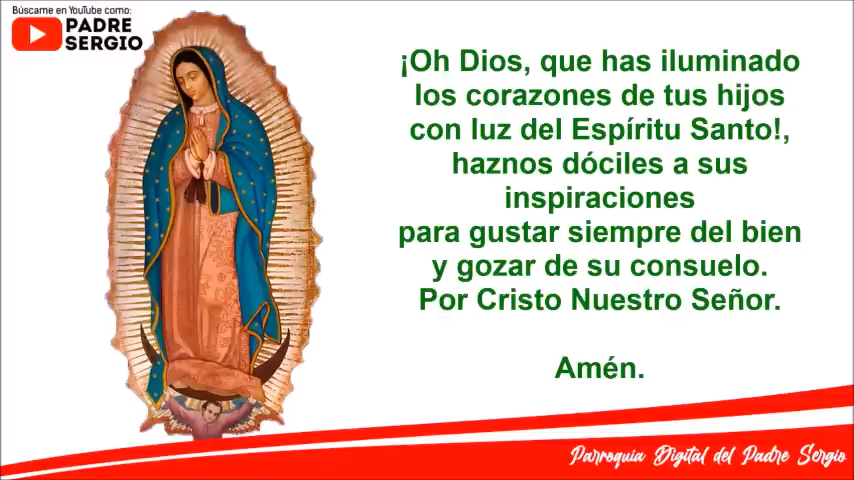 Búscame en YouTube como:
PADRE
SERGIO
¡Oh Dios, que has iluminado
los corazones de tus hijos
con luz del Espíritu Santo!,
haznos dóciles a sus
inspiraciones
para gustar siempre del bien
y gozar de su consuelo.
Por Cristo Nuestro Señor.
Amén.
Parroquia Digital del Padre Sergio